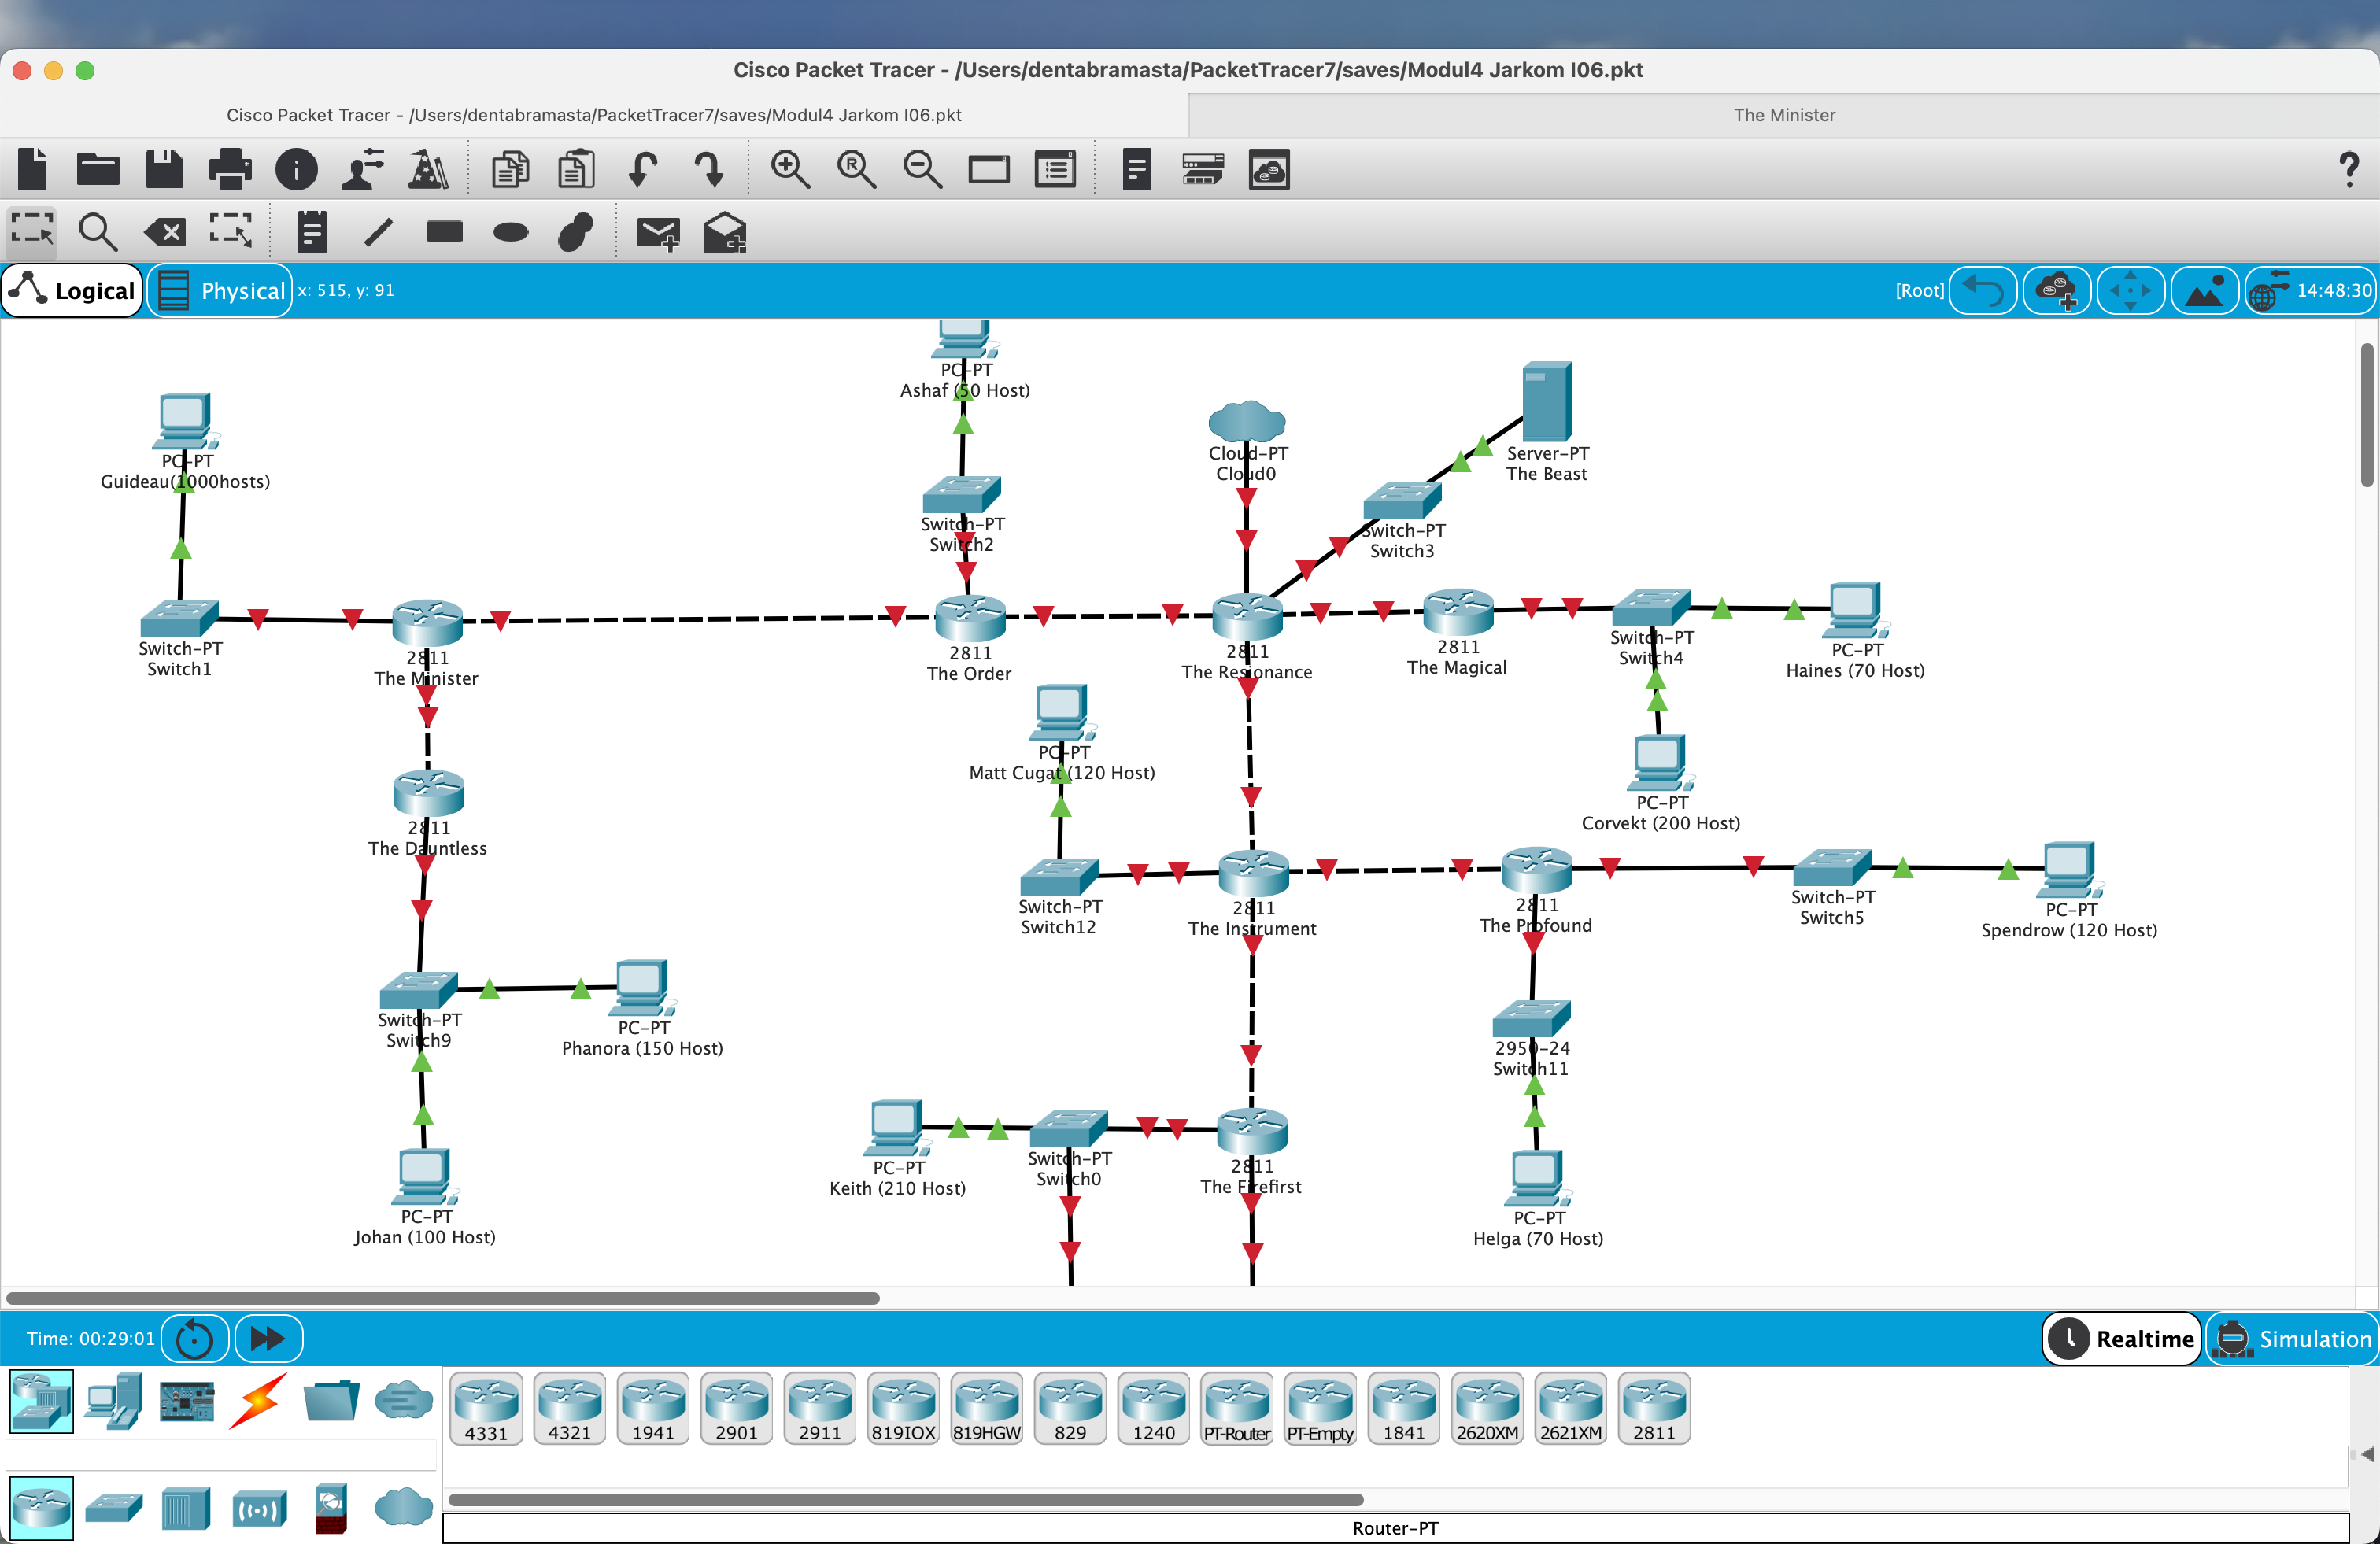 Cisco Packet Tracer - /Users/dentabramasta/PacketTracer7/saves/Modul4 Jarkom I06.pkt
Cisco Packet Tracer - /Users/dentabramasta/PacketTracer7/saves/Modul4 Jarkom I06.pkt
The Minister
Logical
Physical
x: 515, y: 91
[Root]
14:48:30
PC-PT
Ashaf (50 Host)
PC-PT
Guideau(1000hosts)
Cloud-PT
Cloud0
Server-PT
The Beast
Switch-PT
Switch2
Switch-PT
Switch3
Switch-PT
Switch1
2811
The Minister
2811
The Order
2811
The Resonance
2811
The Magical
Switch-PT
Switch4
PC-PT
Haines (70 Host)
PC-PT
Matt Cugat (120 Host)
PC-PT
Corvekt (200 Host)
2811
The Dauntless
Switch-PT
Switch12
2811
The Instrument
2811
The Profound
Switch-PT
Switch5
PC-PT
Spendrow (120 Host)
Switch-PT
Switch9
PC-PT
Phanora (150 Host)
2950-24
Switch11
PC-PT
Keith (210 Host)
Switch-PT
Switch0
2811
The Firefirst
PC-PT
Johan (100 Host)
PC-PT
Helga (70 Host)
Time: 00:29:01
Realtime
Simulation
4331
4321
1941
2901
2911
819IOX
819HGW
829
1240
PT-Router
PT-Empty
1841
2620XM
2621XM
2811
Router-PT